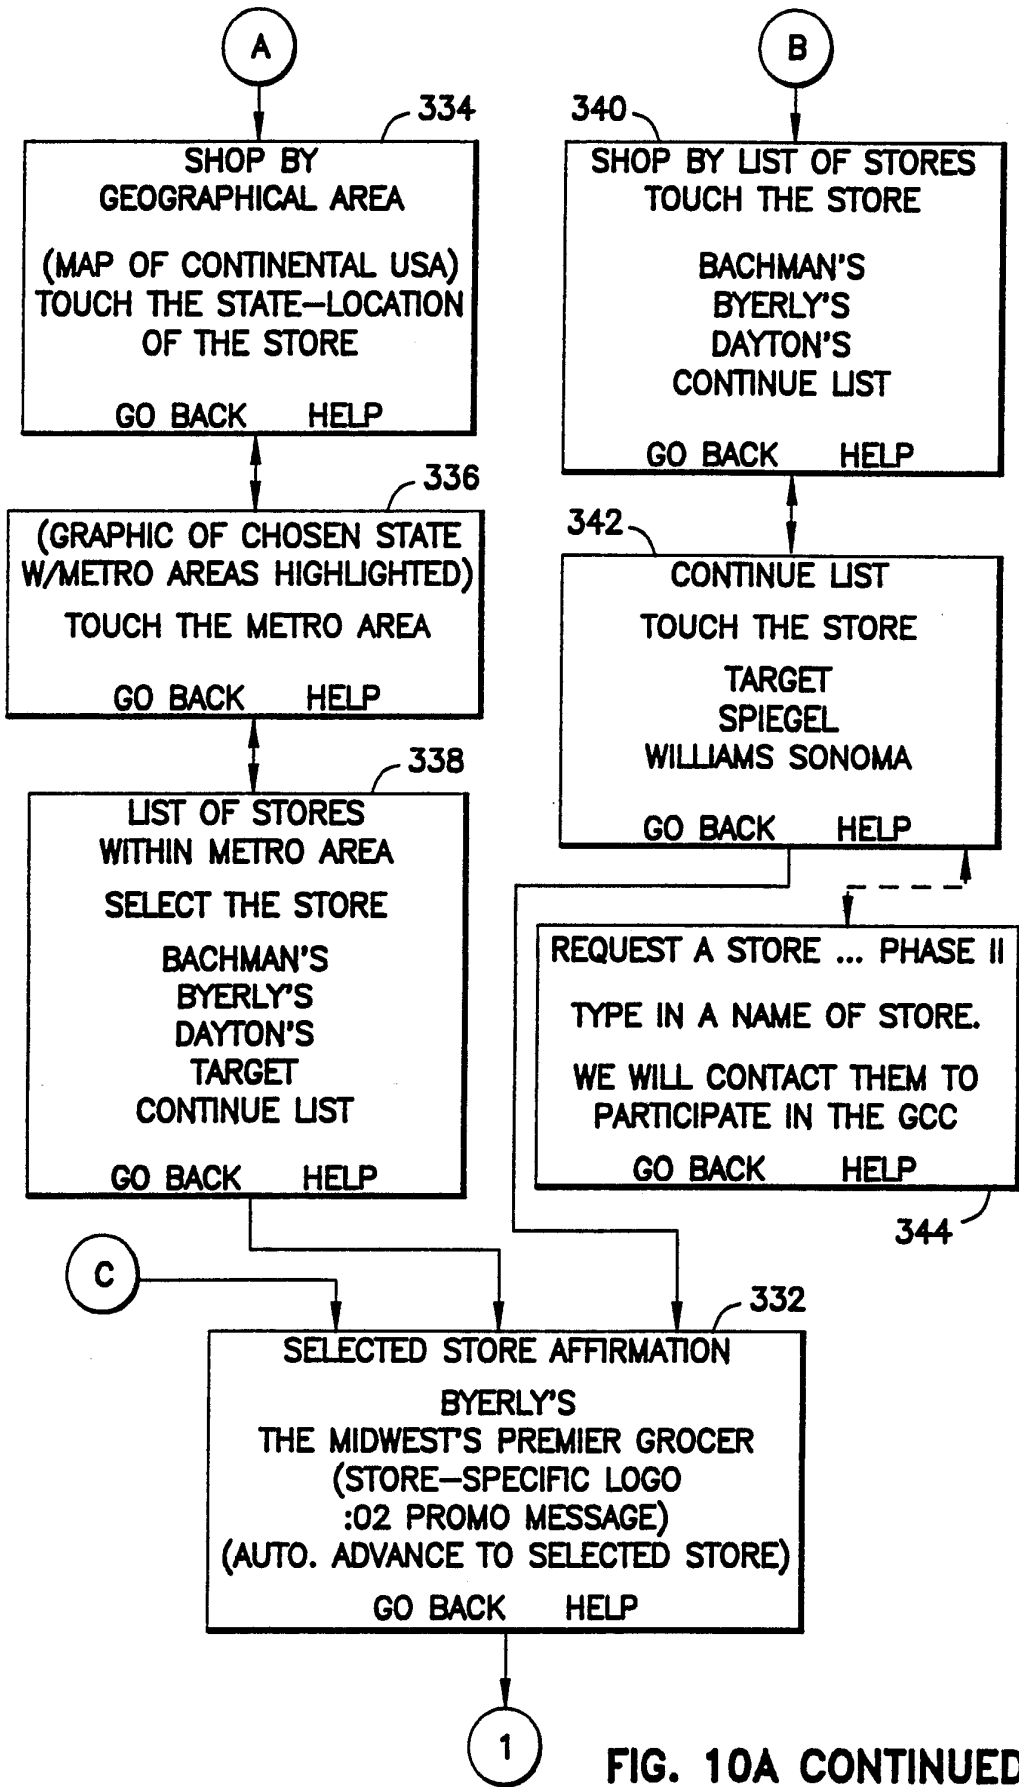 A
334
SHOP BY
GEOGRAPHICAL AREA
(MAP OF CONTINENTAL USA)
TOUCH THE STATE–LOCATION
OF THE STORE
GO BACK HELP
336
(GRAPHIC OF CHOSEN STATE
W/METRO AREAS HIGHLIGHTED)
TOUCH THE METRO AREA
GO BACK HELP
338
LIST OF STORES
WITHIN METRO AREA
SELECT THE STORE
BACHMAN'S
BYERLY'S
DAYTON'S
TARGET
CONTINUE LIST
GO BACK HELP
B
340
SHOP BY LIST OF STORES
TOUCH THE STORE
BACHMAN'S
BYERLY'S
DAYTON'S
CONTINUE LIST
GO BACK HELP
342
CONTINUE LIST
TOUCH THE STORE
TARGET
SPIEGEL
WILLIAMS SONOMA
GO BACK HELP
REQUEST A STORE ... PHASE II
TYPE IN A NAME OF STORE.
WE WILL CONTACT THEM TO
PARTICIPATE IN THE GCC
GO BACK HELP
344
C
332
SELECTED STORE AFFIRMATION
BYERLY'S
THE MIDWEST'S PREMIER GROCER
(STORE–SPECIFIC LOGO
:02 PROMO MESSAGE)
(AUTO. ADVANCE TO SELECTED STORE)
GO BACK HELP
1
FIG. 10A CONTINUED